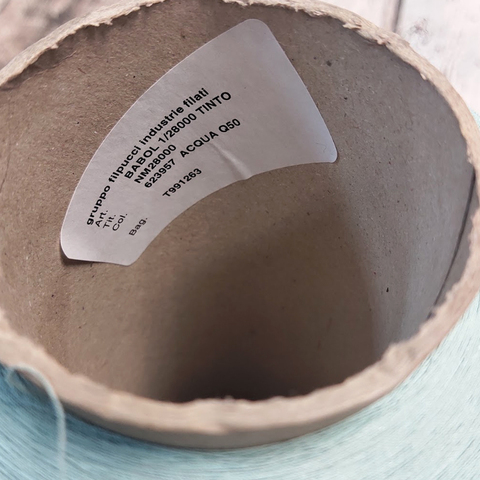 gruppo filpucci industrie filati
Art. BABOL 1/28000 TINTO
Tit. NM28000
Col. 623957 ACQUA Q50
Bag. T991263